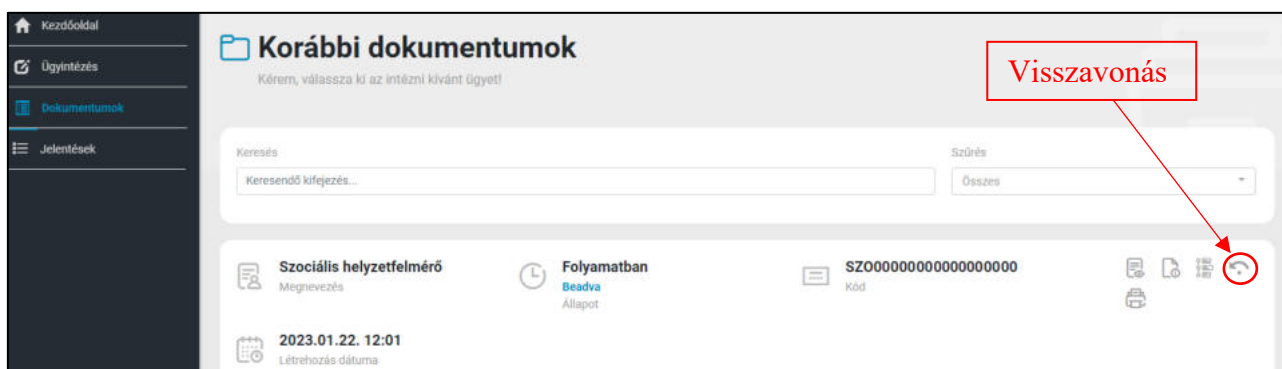 Kezdőoldal
Ügyintézés
Dokumentumok
Jelentések
Korábbi dokumentumok
Kérem, válassza ki az intézni kívánt ügyet!
Visszavonás
Keresés
Szűrés
Keresendő kifejezés...
Összes
Szociális helyzetfelmérő
Megnevezés
Folyamatban
Beadva
Állapot
SZO00000000000000000
Kód
2023.01.22. 12:01
Létrehozás dátuma